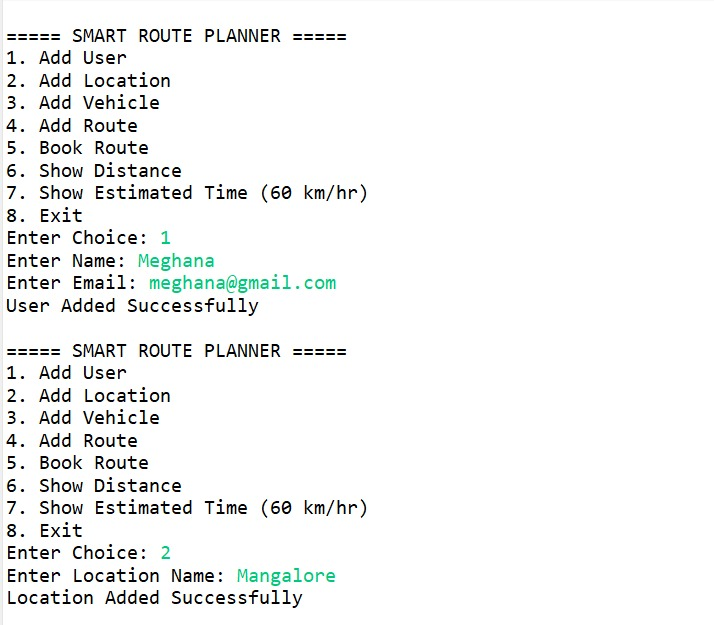 ===== SMART ROUTE PLANNER =====
1. Add User
2. Add Location
3. Add Vehicle
4. Add Route
5. Book Route
6. Show Distance
7. Show Estimated Time (60 km/hr)
8. Exit
Enter Choice: 1
Enter Name: Meghana
Enter Email: meghana@gmail.com
User Added Successfully

===== SMART ROUTE PLANNER =====
1. Add User
2. Add Location
3. Add Vehicle
4. Add Route
5. Book Route
6. Show Distance
7. Show Estimated Time (60 km/hr)
8. Exit
Enter Choice: 2
Enter Location Name: Mangalore
Location Added Successfully